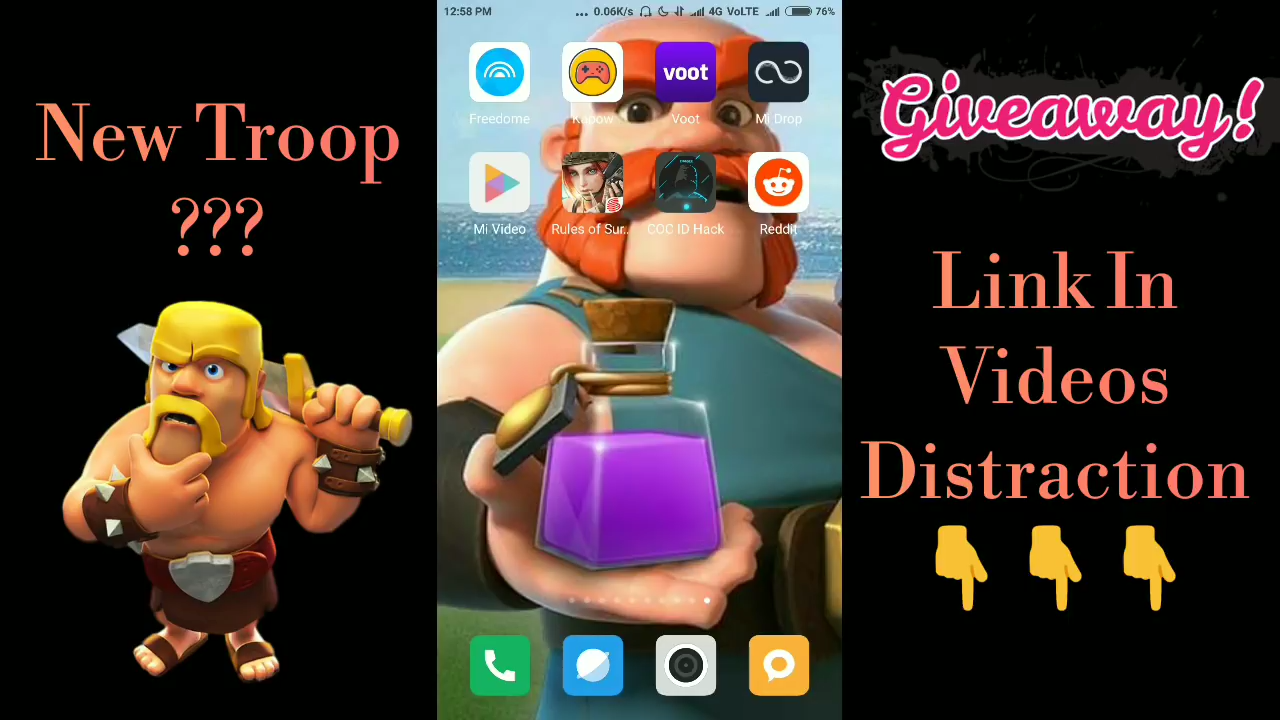 New Troop
???
12:58 PM
... 0.06K/s 4G VoLTE 76%
Freedome
Kapow
voot
Voot
Mi Drop
Mi Video
Rules of Sur..
COC ID Hack
Reddit
Giveaway!
Link In
Videos
Distraction